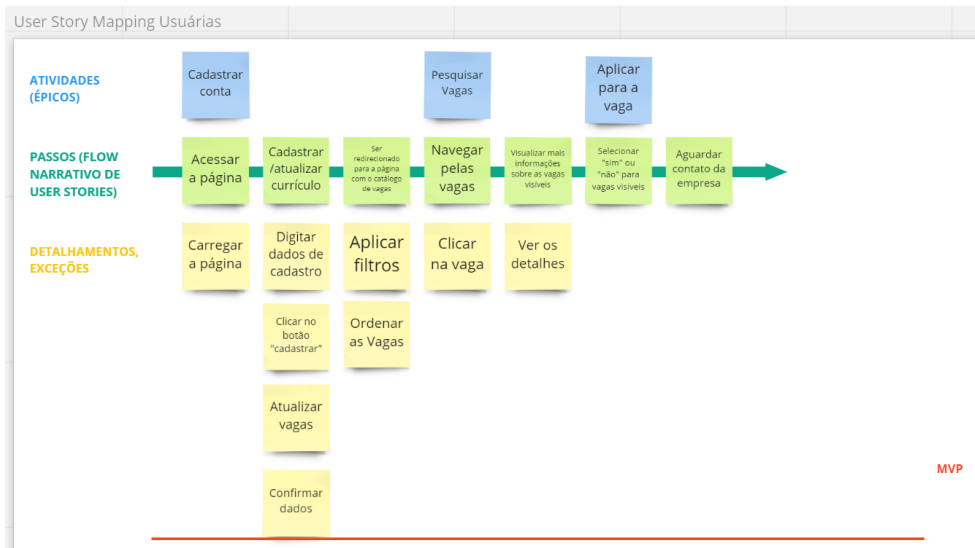 User Story Mapping Usuárias
ATIVIDADES
(ÉPICOS)
Cadastrar
conta
Pesquisar
Vagas
Aplicar
para a
vaga
PASSOS (FLOW
NARRATIVO DE
USER STORIES)
Acessar
a página
Cadastrar
/atualizar
currículo
Ser
redirecionado
para a página
com o catálogo
de vagas
Navegar
pelas
vagas
Visualizar mais
informações
sobre as vagas
visíveis
Selecionar
"sim" ou
"não" para
vagas visíveis
Aguardar
contato da
empresa
DETALHAMENTOS,
EXCEÇÕES
Carregar
a página
Digitar
dados de
cadastro
Aplicar
filtros
Clicar
na vaga
Ver os
detalhes
Clicar no
botão
"cadastrar"
Ordenar
as Vagas
Atualizar
vagas
Confirmar
dados
MVP